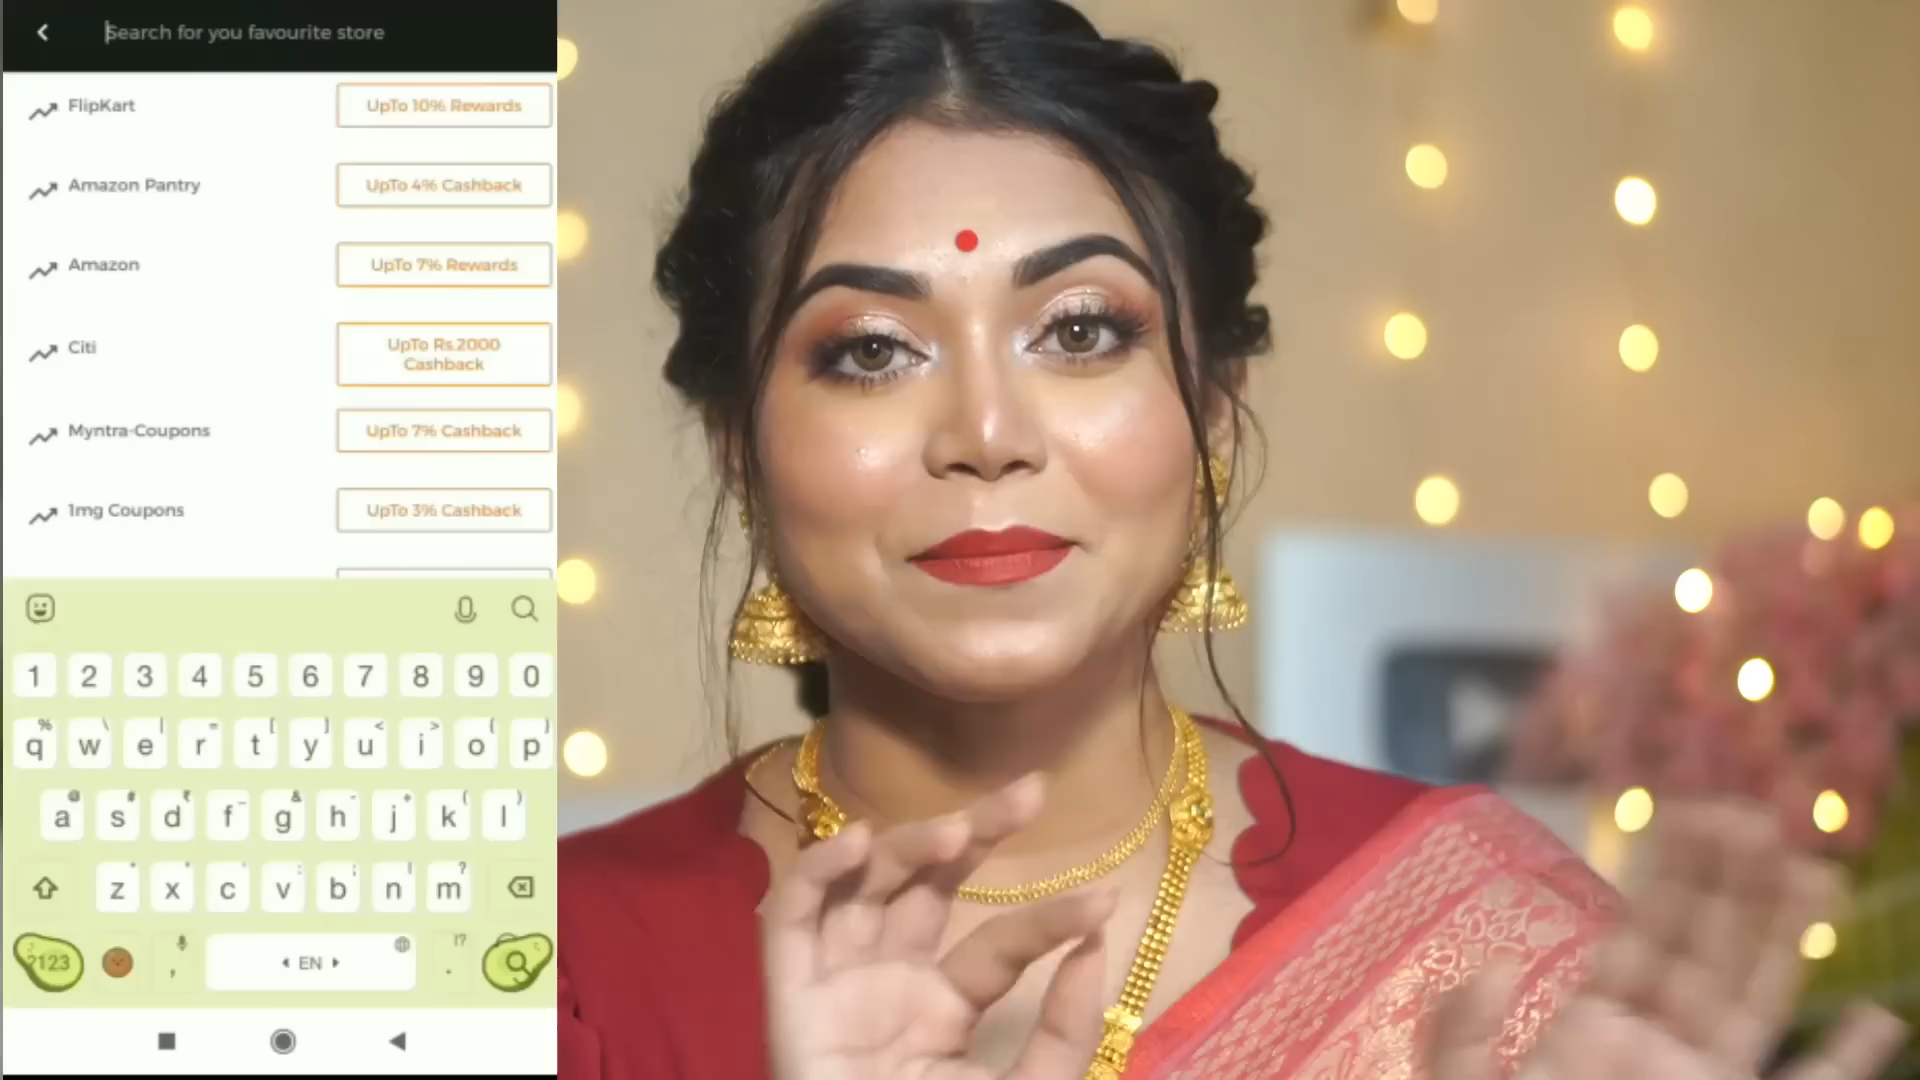 Search for you favourite store
FlipKart
UpTo 10% Rewards
Amazon Pantry
UpTo 4% Cashback
Amazon
UpTo 7% Rewards
Citi
UpTo Rs.2000
Cashback
Myntra-Coupons
UpTo 7% Cashback
1mg Coupons
UpTo 3% Cashback
1 2 3 4 5 6 7 8 9 0
q w e r t y u i o p
a s d f g h j k l
z x c v b n m
?123 , EN .